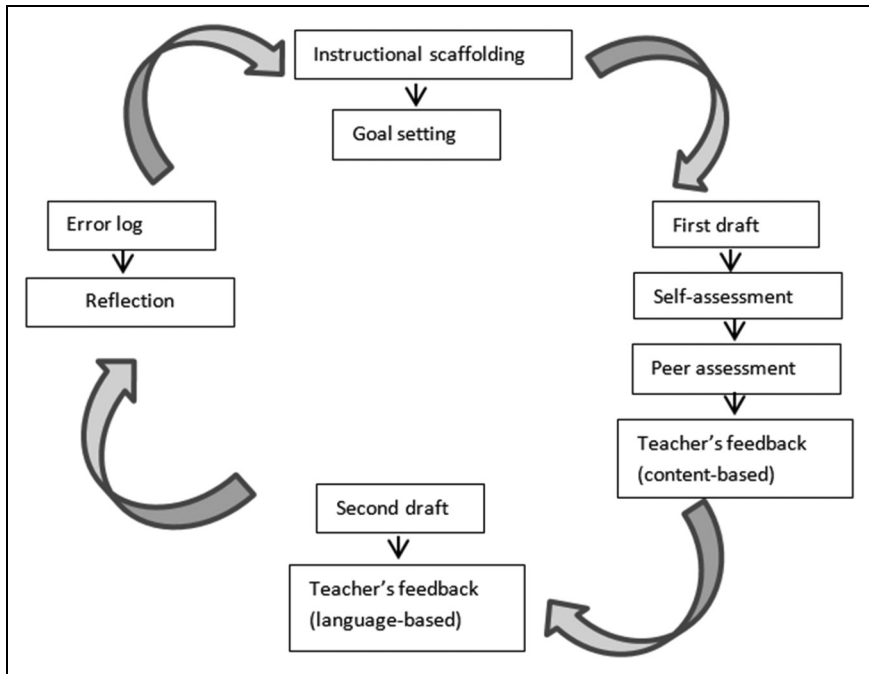 Instructional scaffolding
Goal setting
First draft
Self-assessment
Peer assessment
Teacher's feedback
(content-based)
Second draft
Teacher's feedback
(language-based)
Error log
Reflection